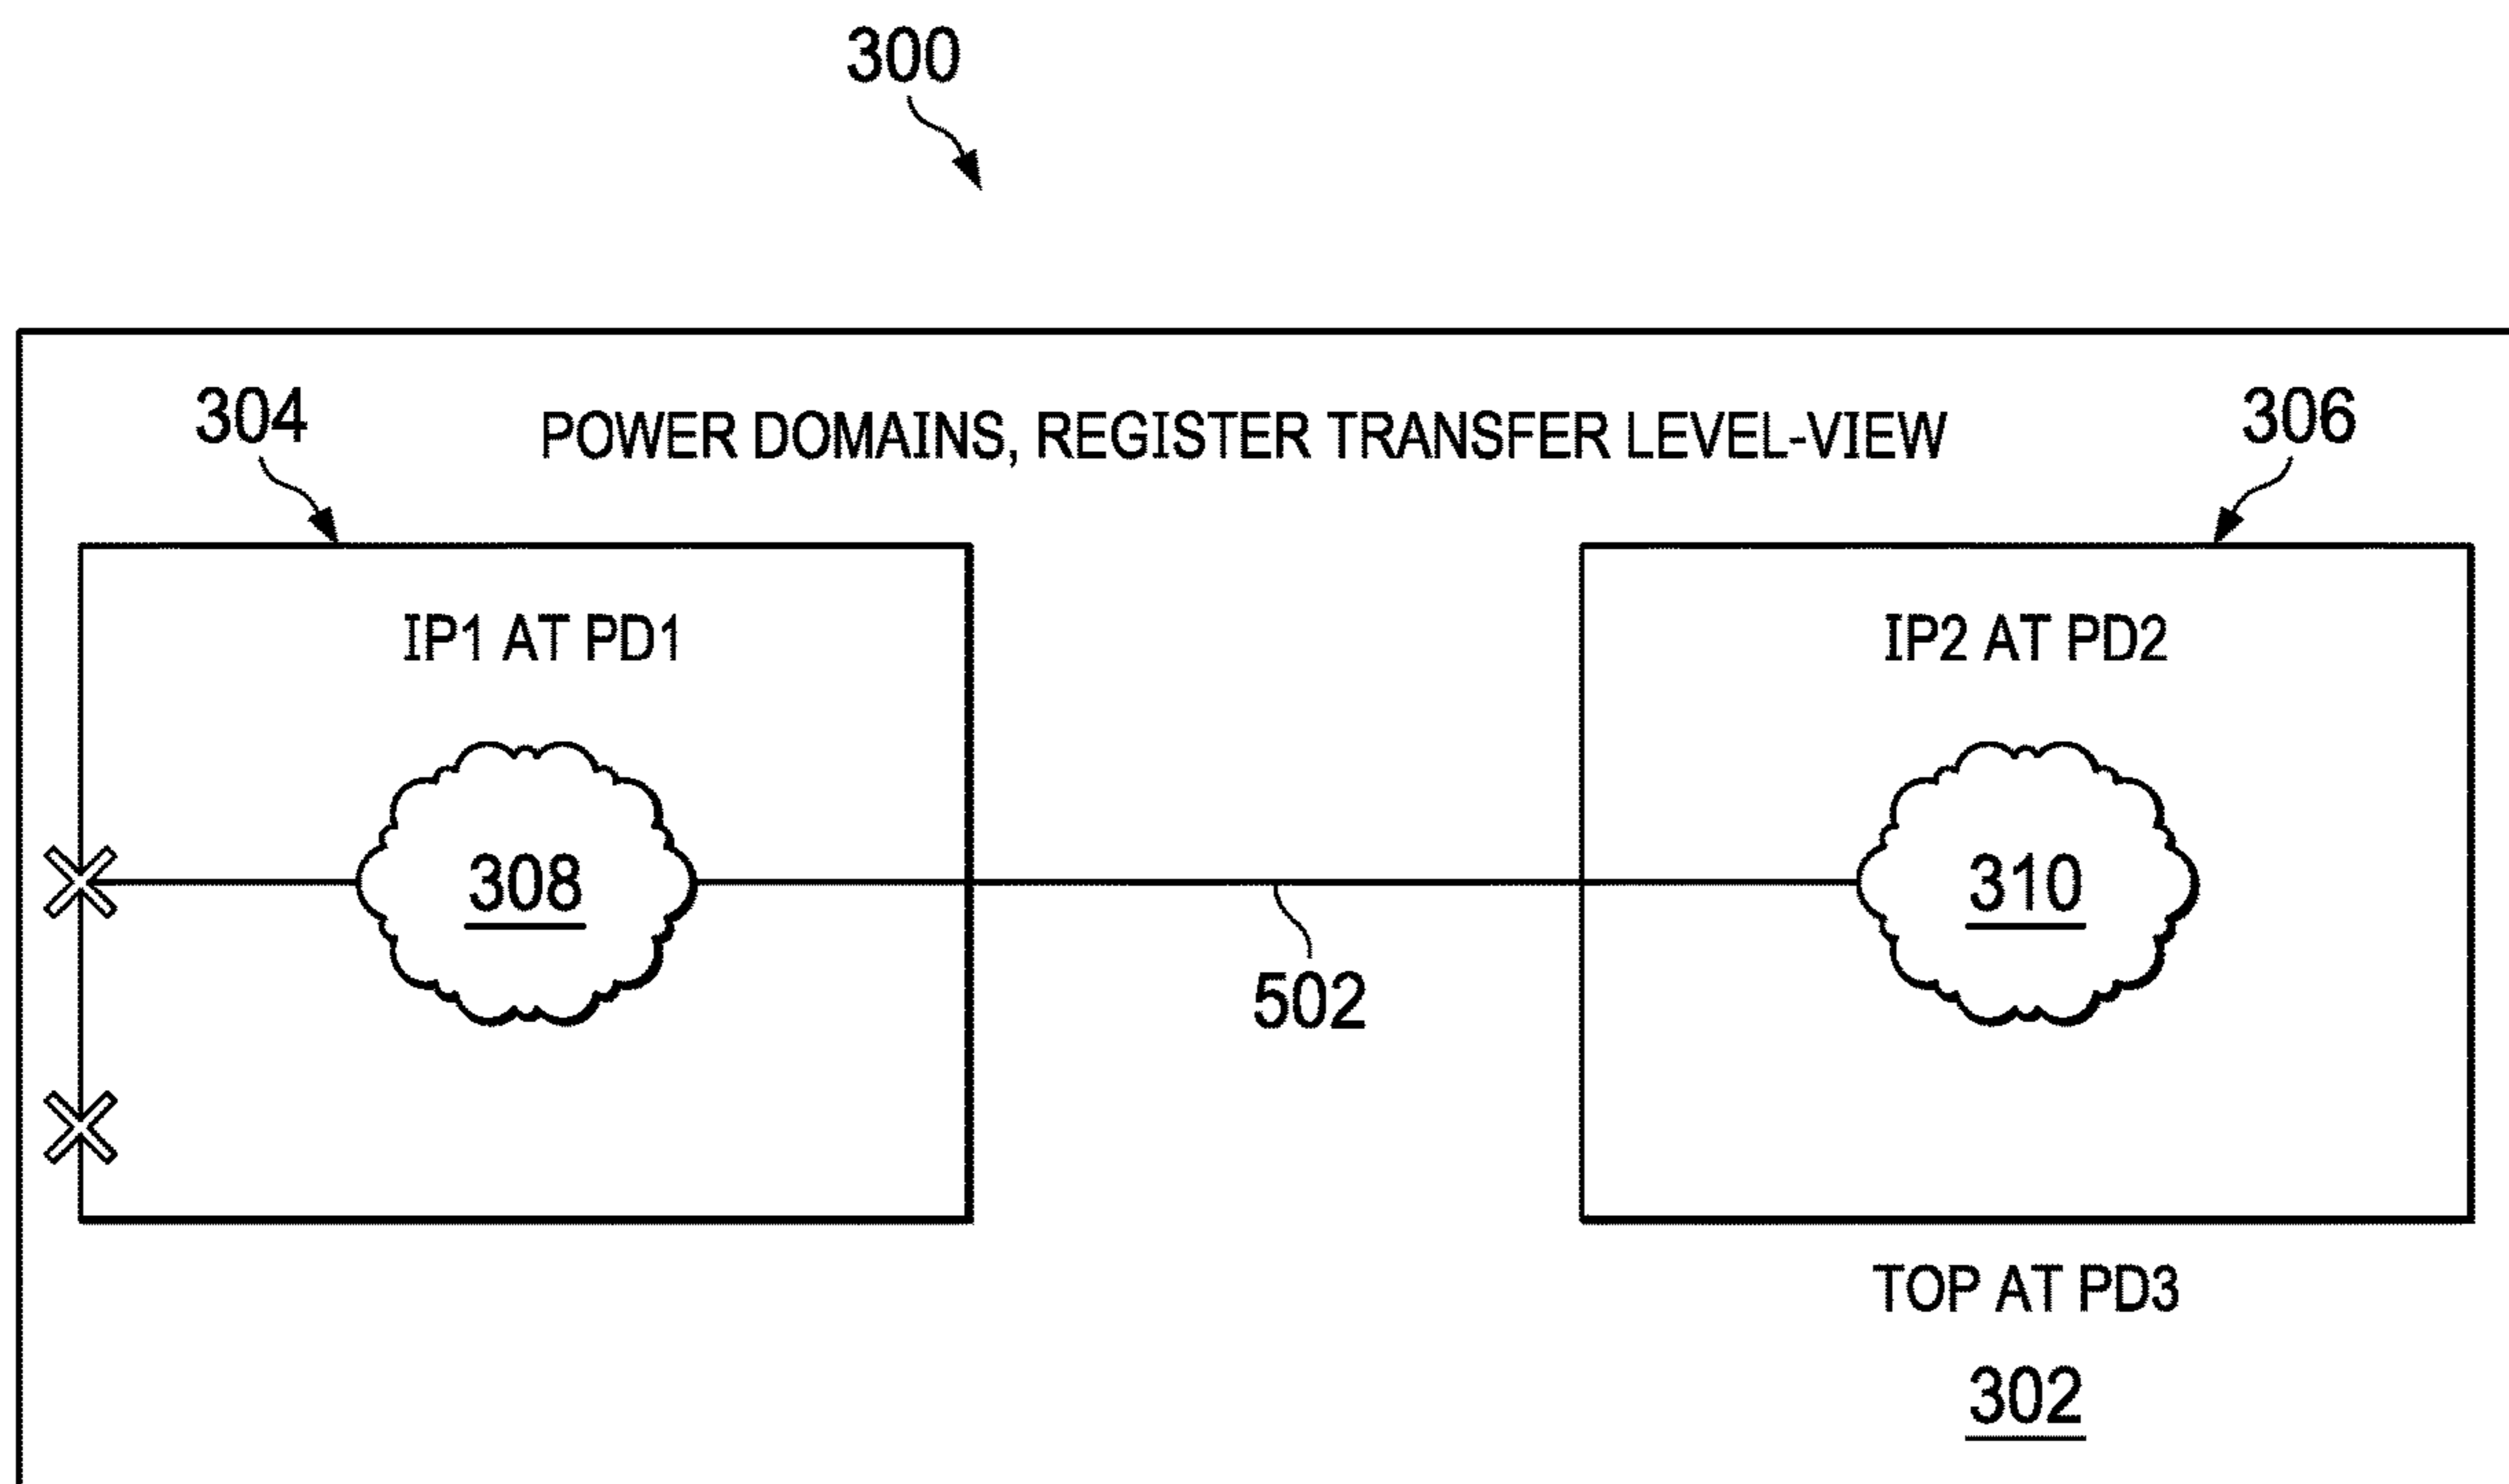 300
304
POWER DOMAINS, REGISTER TRANSFER LEVEL-VIEW
306
IP1 AT PD1
IP2 AT PD2
308
310
502
TOP AT PD3
302